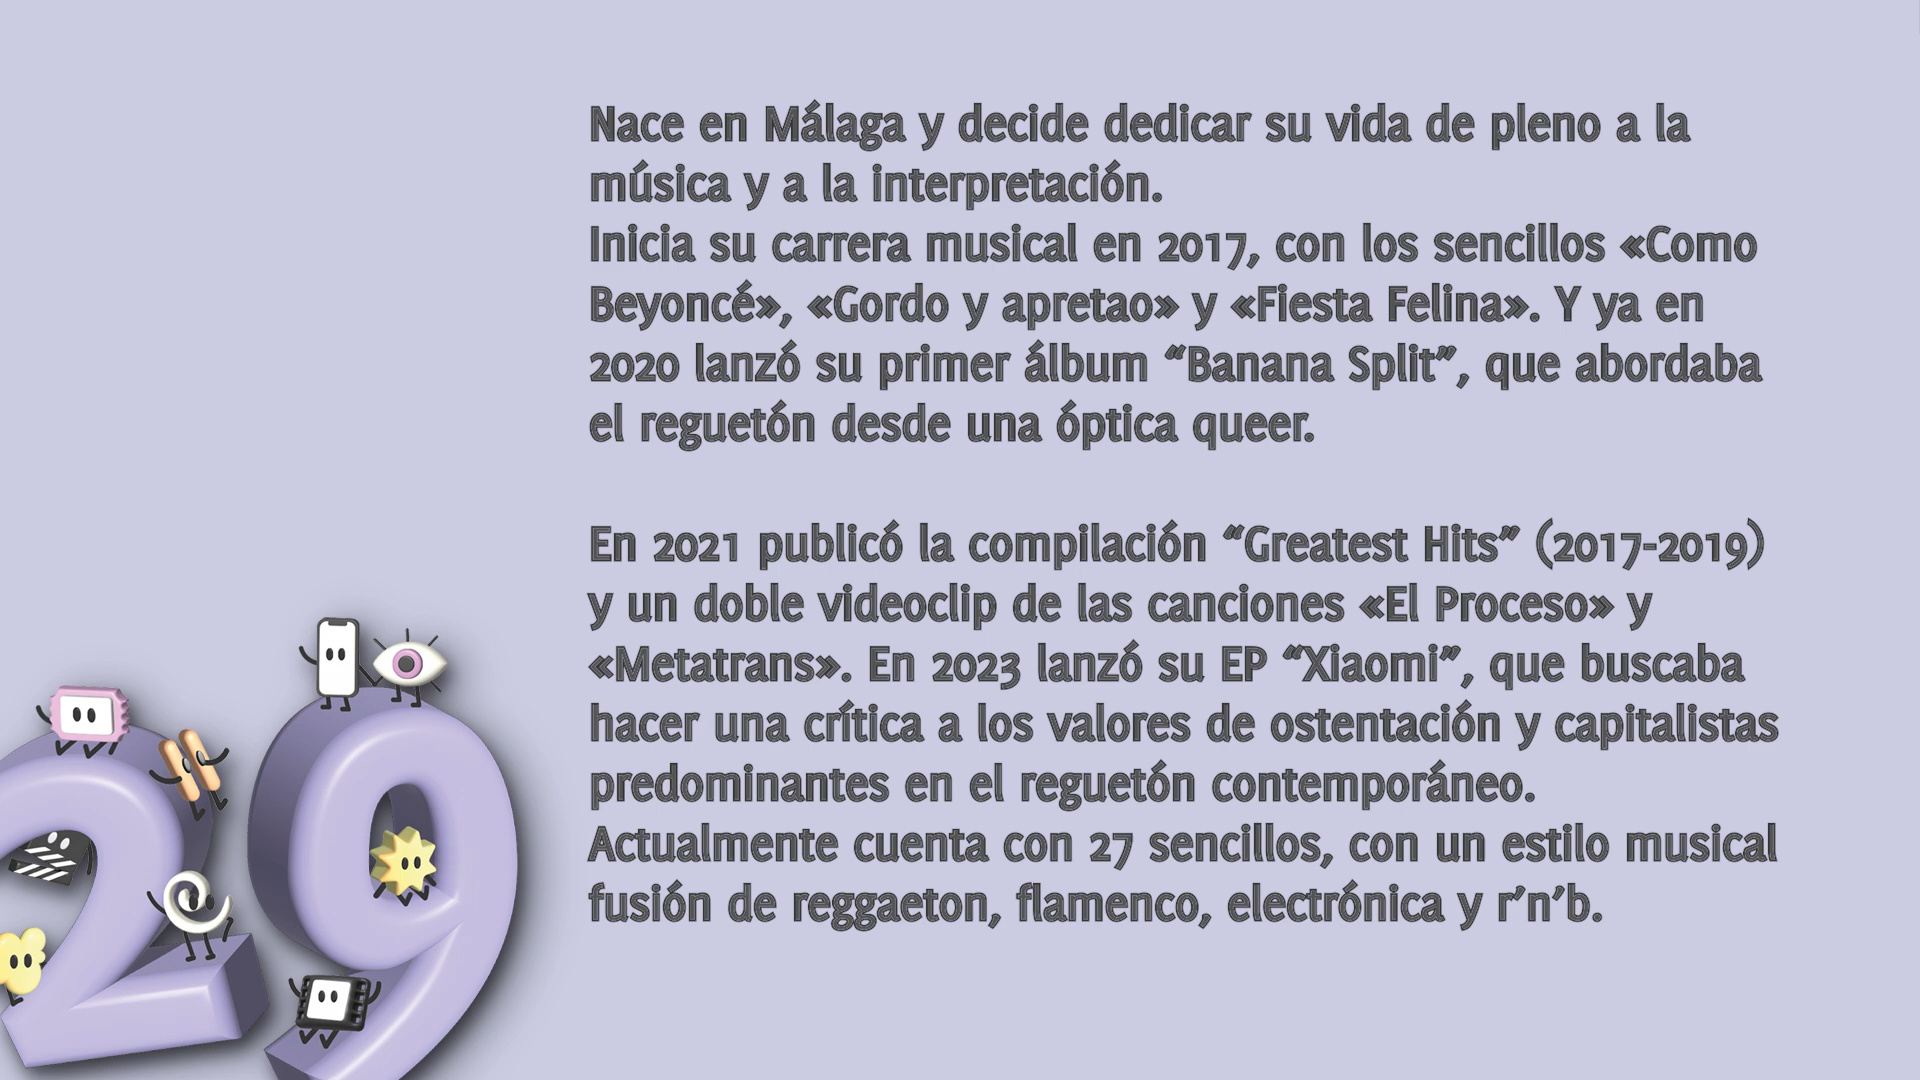 Nace en Málaga y decide dedicar su vida de pleno a la
música y a la interpretación.
Inicia su carrera musical en 2017, con los sencillos «Como
Beyoncé», «Gordo y apretao» y «Fiesta Felina». Y ya en
2020 lanzó su primer álbum “Banana Split”, que abordaba
el reguetón desde una óptica queer.
En 2021 publicó la compilación “Greatest Hits” (2017-2019)
y un doble videoclip de las canciones «El Proceso» y
«Metatrans». En 2023 lanzó su EP “Xiaomi”, que buscaba
hacer una crítica a los valores de ostentación y capitalistas
predominantes en el reguetón contemporáneo.
Actualmente cuenta con 27 sencillos, con un estilo musical
fusión de reggaeton, flamenco, electrónica y r’n’b.
29